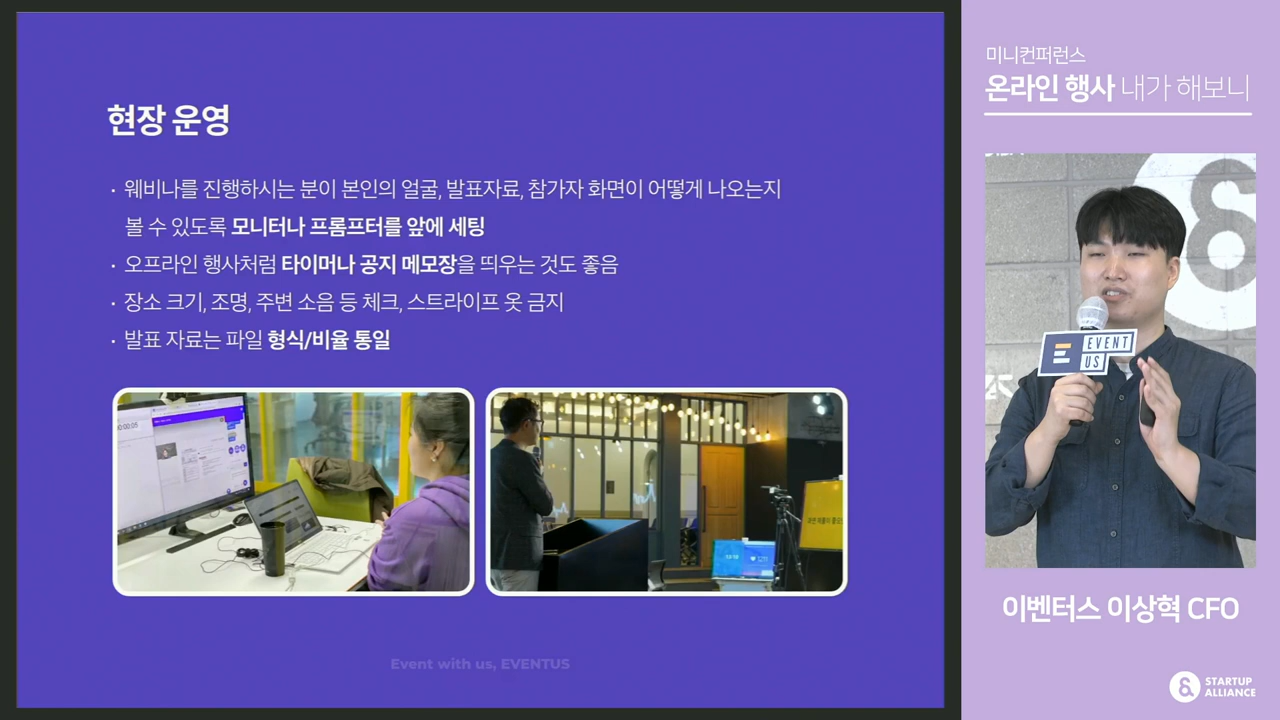 현장 운영
· 웨비나를 진행하시는 분이 본인의 얼굴, 발표자료, 참가자 화면이 어떻게 나오는지
볼 수 있도록 모니터나 프롬프터를 앞에 세팅
· 오프라인 행사처럼 타이머나 공지 메모장을 띄우는 것도 좋음
· 장소 크기, 조명, 주변 소음 등 체크, 스트라이프 옷 금지
· 발표 자료는 파일 형식/비율 통일
Event with us, EVENTUS
미니컨퍼런스
온라인 행사 내가 해보니
E EVENT
US
이벤터스 이상혁 CFO
STARTUP
ALLIANCE